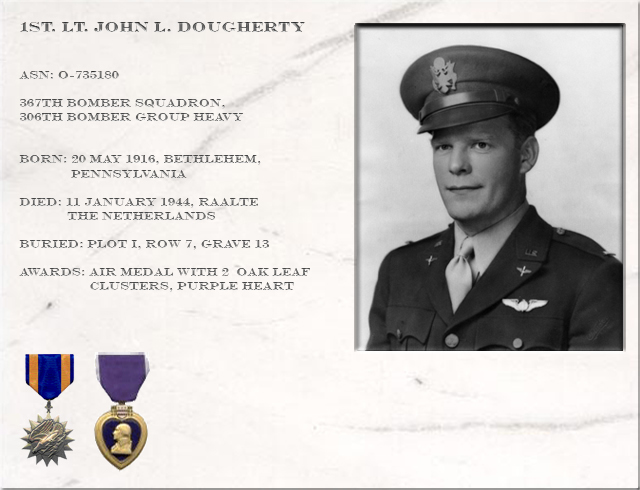 1ST. LT. JOHN L. DOUGHERTY
ASN: O-735180
367TH BOMBER SQUADRON,
306TH BOMBER GROUP HEAVY
BORN: 20 MAY 1916, BETHLEHEM,
PENNSYLVANIA
DIED: 11 JANUARY 1944, RAALTE
THE NETHERLANDS
BURIED: PLOT I, ROW 7, GRAVE 13
AWARDS: AIR MEDAL WITH 2 OAK LEAF
CLUSTERS, PURPLE HEART
U.S.